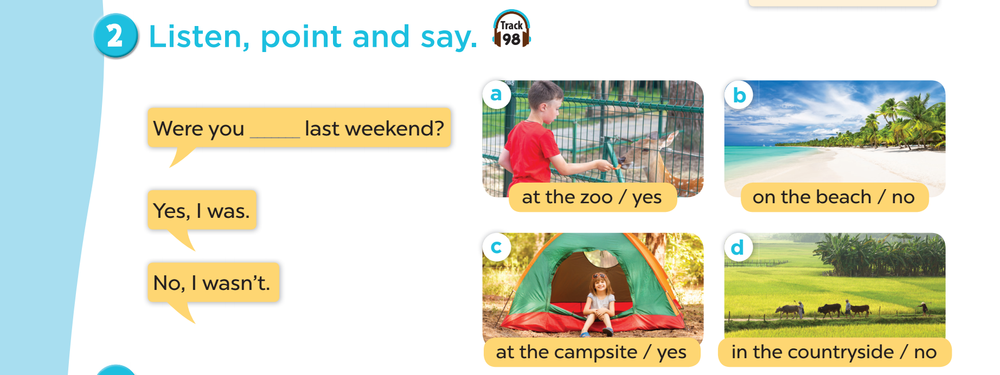 2 Listen, point and say.
Track
98
Were you ______ last weekend?
Yes, I was.
No, I wasn't.
a
at the zoo / yes
b
on the beach / no
c
at the campsite / yes
d
in the countryside / no